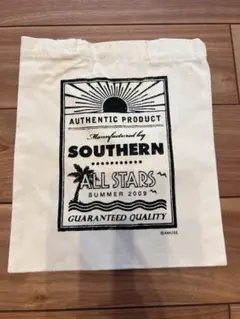 AUTHENTIC PRODUCT
Manufactured by
SOUTHERN
ALL STARS
SUMMER 2009
GUARANTEED QUALITY